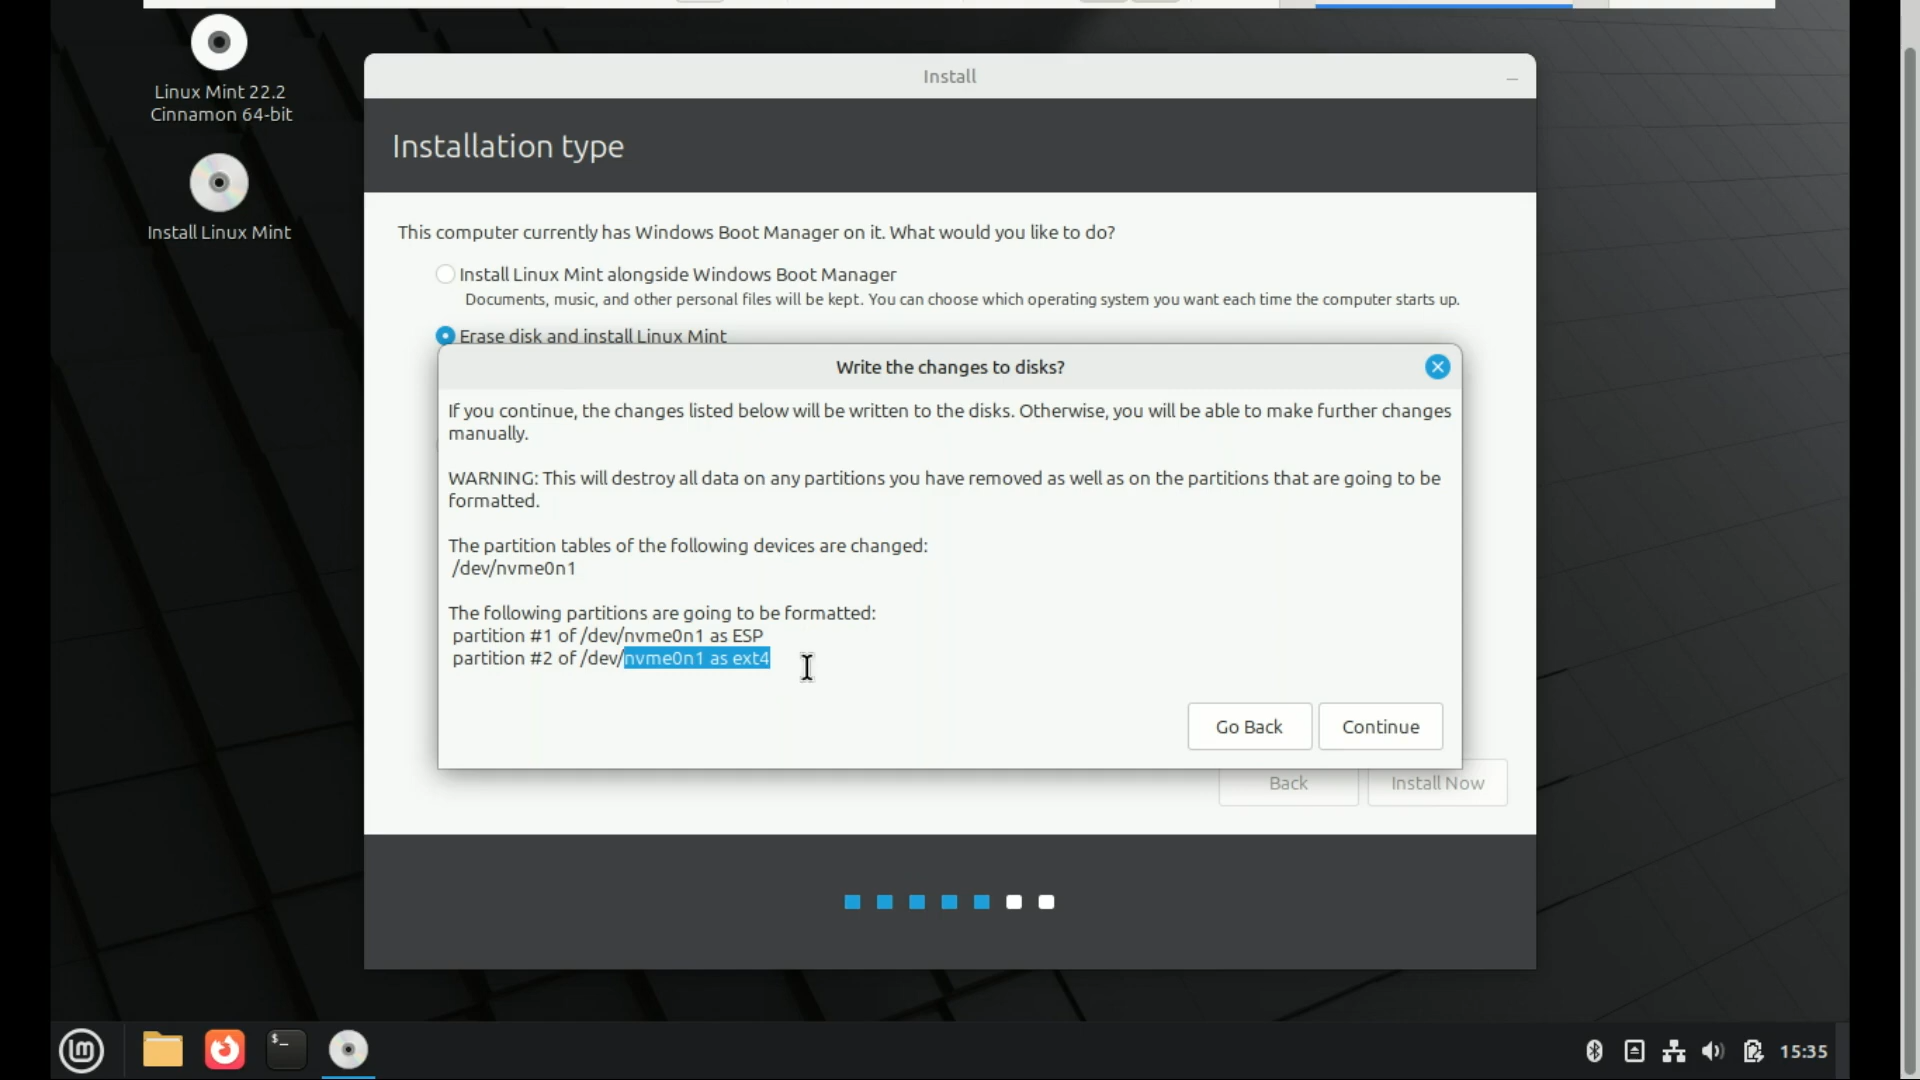 Linux Mint 22.2
Cinnamon 64-bit
Install Linux Mint
Install
Installation type
This computer currently has Windows Boot Manager on it. What would you like to do?
Install Linux Mint alongside Windows Boot Manager
Documents, music, and other personal files will be kept. You can choose which operating system you want each time the computer starts up.
Erase disk and install Linux Mint
Write the changes to disks?
If you continue, the changes listed below will be written to the disks. Otherwise, you will be able to make further changes
manually.
WARNING: This will destroy all data on any partitions you have removed as well as on the partitions that are going to be
formatted.
The partition tables of the following devices are changed:
/dev/nvme0n1
The following partitions are going to be formatted:
partition #1 of /dev/nvme0n1 as ESP
partition #2 of /dev/nvme0n1 as ext4
Go Back
Continue
Back
Install Now
$_
15:35